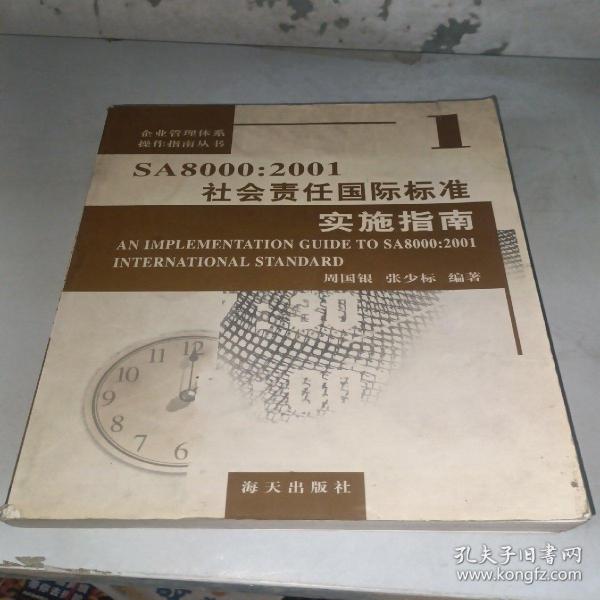 企业管理体系
操作指南丛书
1
SA8000:2001
社会责任国际标准
实施指南
AN IMPLEMENTATION GUIDE TO SA8000:2001
INTERNATIONAL STANDARD
周国银 张少标 编著
12
11
10
9
8
7
6
5
海天出版社
孔夫子旧书网
www.kongfz.com